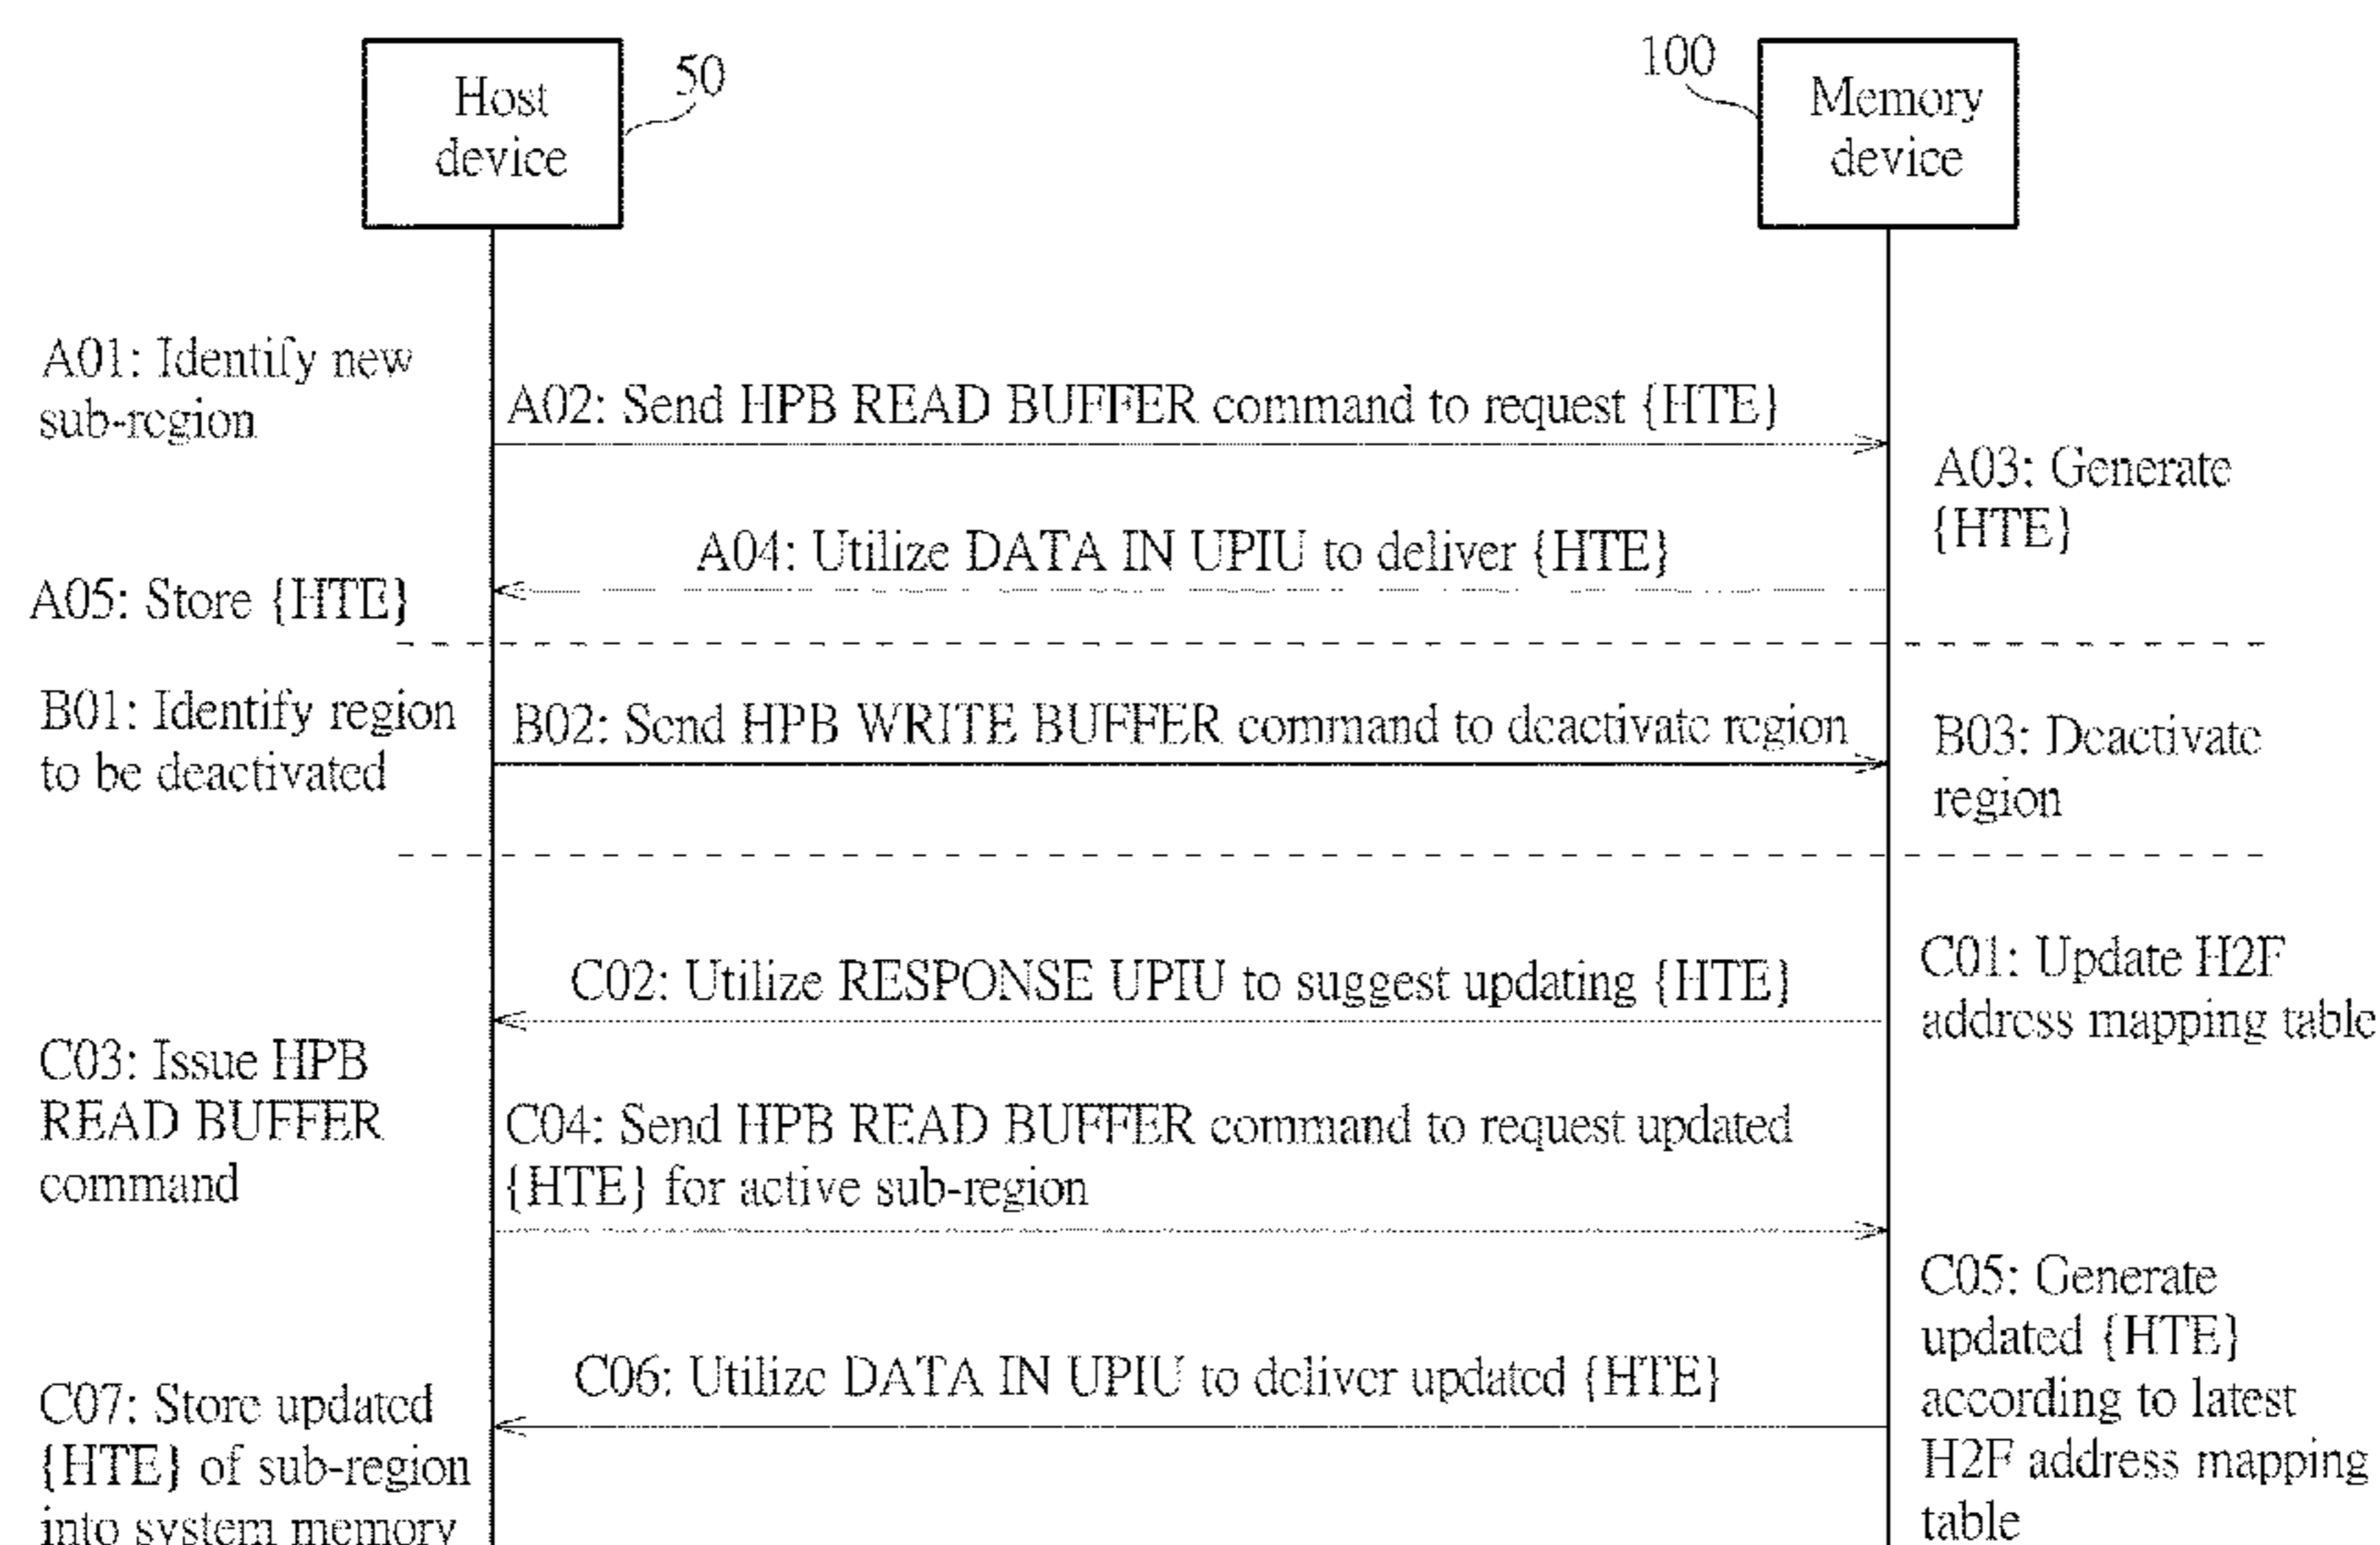 Host
device
50
100
Memory
device
A01: Identify new
sub-region
A02: Send HPB READ BUFFER command to request {HTE}
A03: Generate
{HTE}
A04: Utilize DATA IN UPIU to deliver {HTE}
A05: Store {HTE}
B01: Identify region
to be deactivated
B02: Send HPB WRITE BUFFER command to deactivate region
B03: Deactivate
region
C01: Update H2F
address mapping table
C02: Utilize RESPONSE UPIU to suggest updating {HTE}
C03: Issue HPB
READ BUFFER
command
C04: Send HPB READ BUFFER command to request updated
{HTE} for active sub-region
C05: Generate
updated {HTE}
according to latest
H2F address mapping
table
C06: Utilize DATA IN UPIU to deliver updated {HTE}
C07: Store updated
{HTE} of sub-region
into system memory